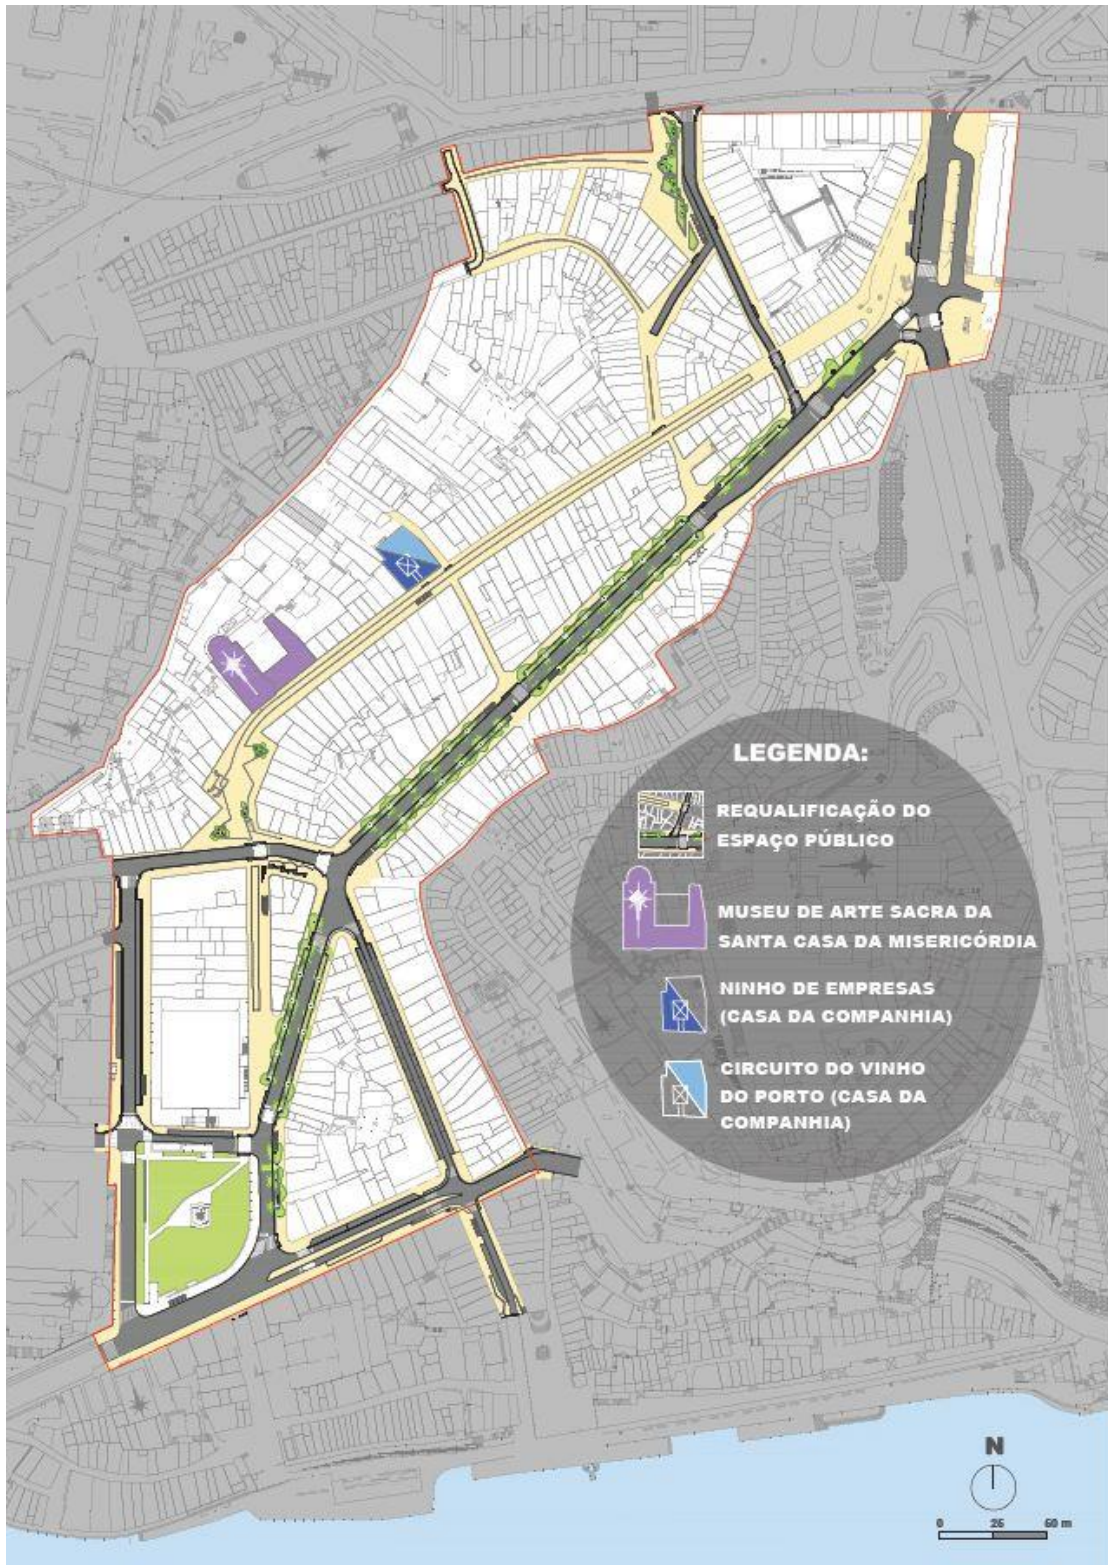 LEGENDA:
REQUALIFICAÇÃO DO
ESPAÇO PÚBLICO
MUSEU DE ARTE SACRA DA
SANTA CASA DA MISERICÓRDIA
NINHO DE EMPRESAS
(CASA DA COMPANHIA)
CIRCUITO DO VINHO
DO PORTO (CASA DA
COMPANHIA)
N
0 25 50 m